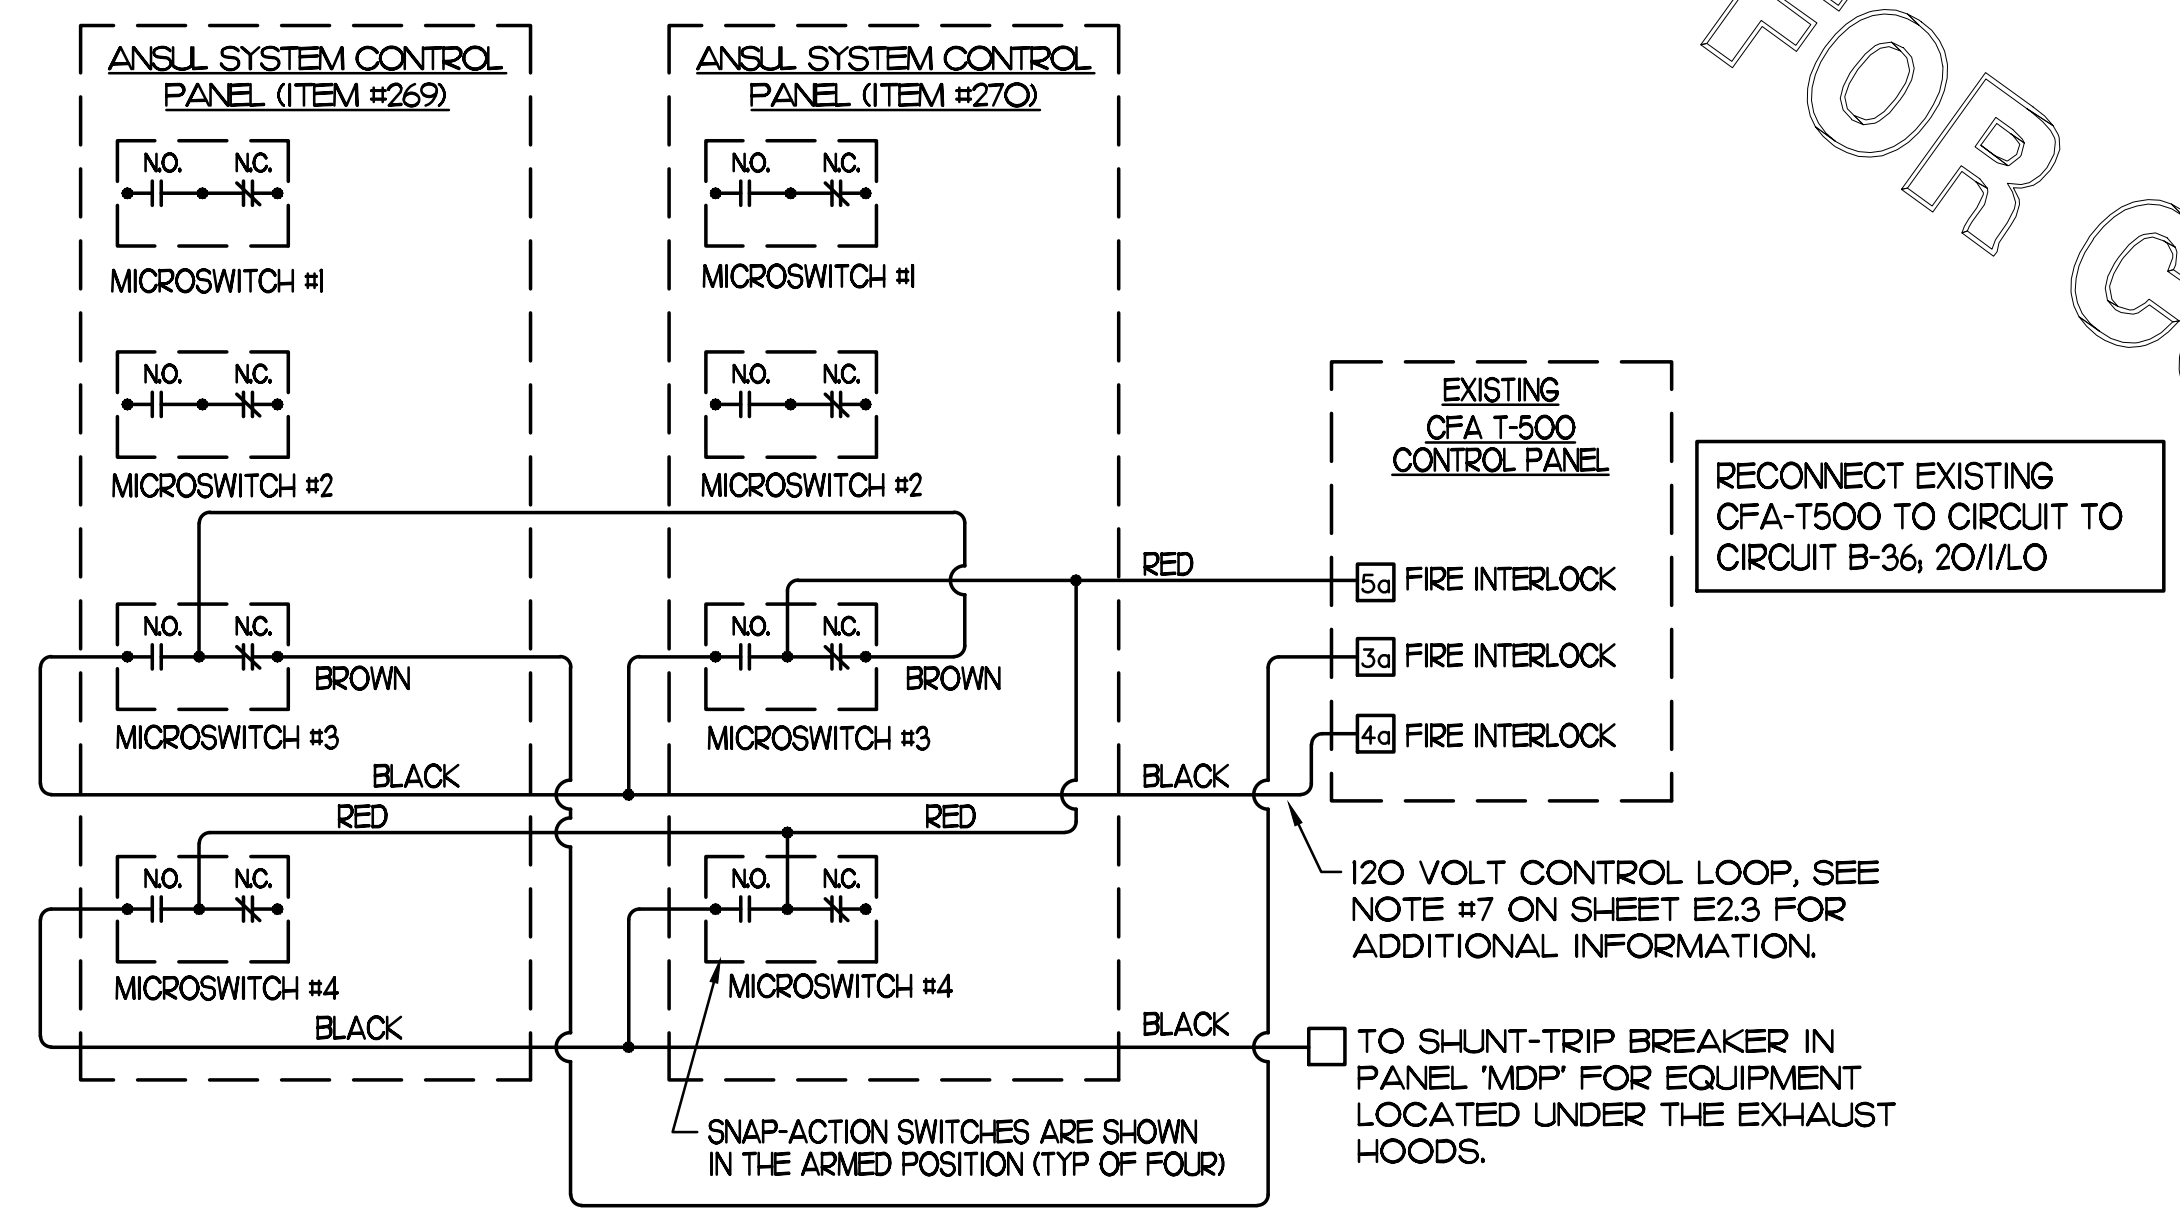 ANSUL SYSTEM CONTROL
PANEL (ITEM #269)
N.O. N.C.
MICROSWITCH #1
N.O. N.C.
MICROSWITCH #2
N.O. N.C.
BROWN
MICROSWITCH #3
BLACK
RED
N.O. N.C.
MICROSWITCH #4
BLACK
ANSUL SYSTEM CONTROL
PANEL (ITEM #270)
N.O. N.C.
MICROSWITCH #1
N.O. N.C.
MICROSWITCH #2
N.O. N.C.
BROWN
MICROSWITCH #3
RED
N.O. N.C.
MICROSWITCH #4
SNAP-ACTION SWITCHES ARE SHOWN
IN THE ARMED POSITION (TYP OF FOUR)
RED
BLACK
BLACK
EXISTING
CFA T-500
CONTROL PANEL
5a FIRE INTERLOCK
3a FIRE INTERLOCK
4a FIRE INTERLOCK
RECONNECT EXISTING
CFA-T500 TO CIRCUIT TO
CIRCUIT B-36; 20/1/LO
120 VOLT CONTROL LOOP, SEE
NOTE #7 ON SHEET E2.3 FOR
ADDITIONAL INFORMATION.
TO SHUNT-TRIP BREAKER IN
PANEL 'MDP' FOR EQUIPMENT
LOCATED UNDER THE EXHAUST
HOODS.
FOR C